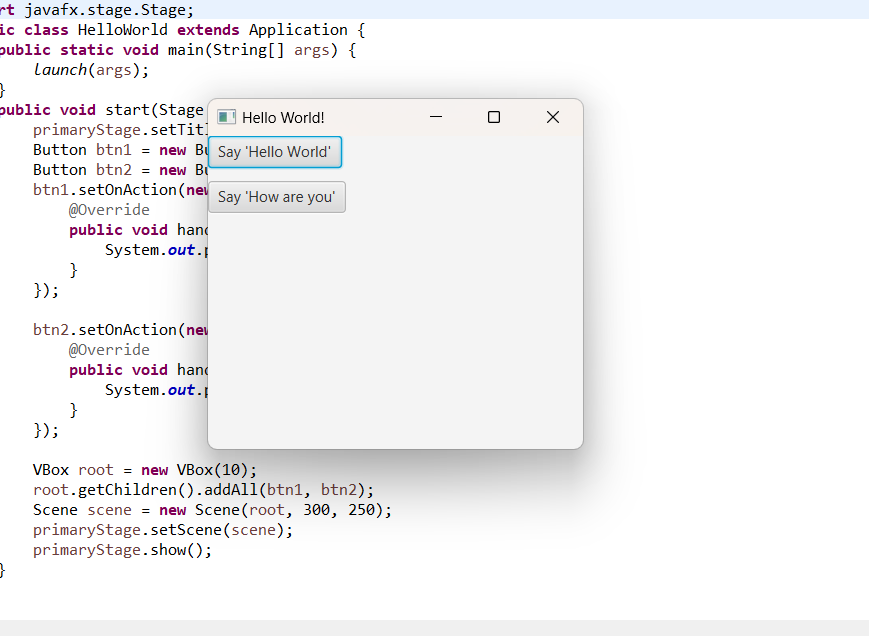 rt javafx.stage.Stage;
ic class HelloWorld extends Application {
public static void main(String[] args) {
launch(args);
}
public void start(Stage
primaryStage.setTitl
Button btn1 = new Bu
Button btn2 = new Bu
btn1.setOnAction(new
@Override
public void hand
System.out.p
}
});
btn2.setOnAction(new
@Override
public void hand
System.out.p
}
});
VBox root = new VBox(10);
root.getChildren().addAll(btn1, btn2);
Scene scene = new Scene(root, 300, 250);
primaryStage.setScene(scene);
primaryStage.show();
}
Hello World!
Say 'Hello World'
Say 'How are you'